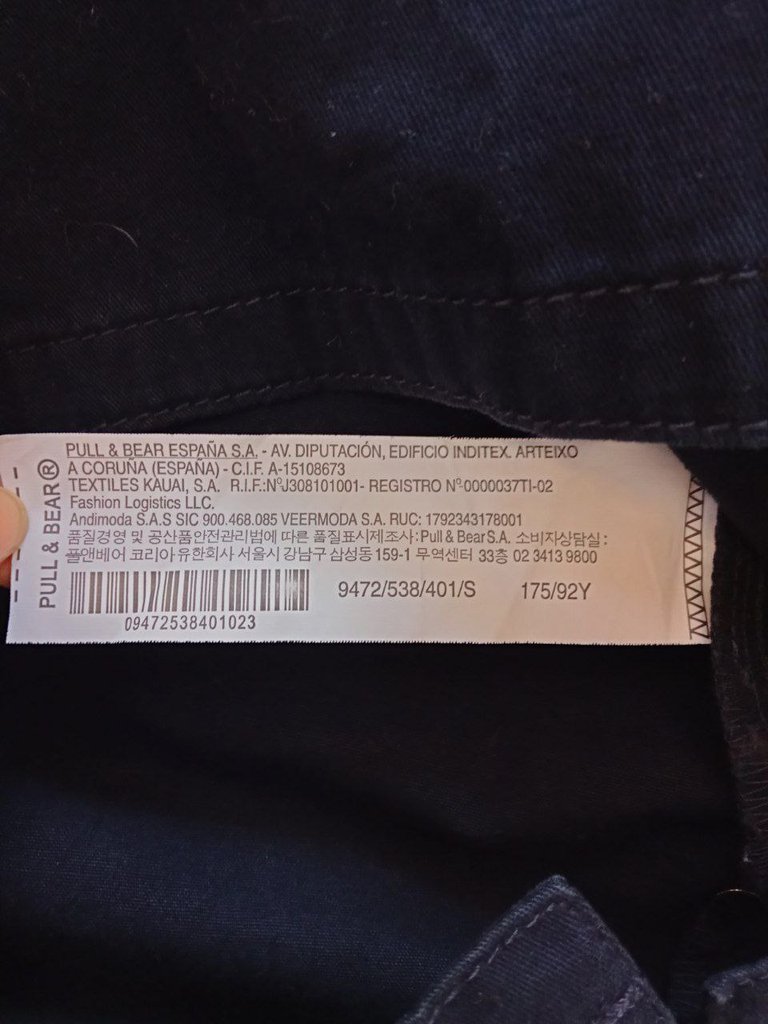 PULL & BEAR®
PULL & BEAR ESPAÑA S.A. - AV. DIPUTACIÓN, EDIFICIO INDITEX. ARTEIXO
A CORUÑA (ESPAÑA) - C.I.F. A-15108673
TEXTILES KAUAI, S.A. R.I.F.:NºJ308101001- REGISTRO Nº-0000037TI-02
Fashion Logistics LLC.
Andimoda S.A.S SIC 900.468.085 VEERMODA S.A. RUC: 1792343178001
품질경영 및 공산품안전관리법에 따른 품질표시제조사:Pull & Bear S.A. 소비자상담실:
풀앤베어 코리아 유한회사 서울시 강남구 삼성동 159-1 무역센터 33층 02 3413 9800
9472/538/401/S 175/92Y
09472538401023